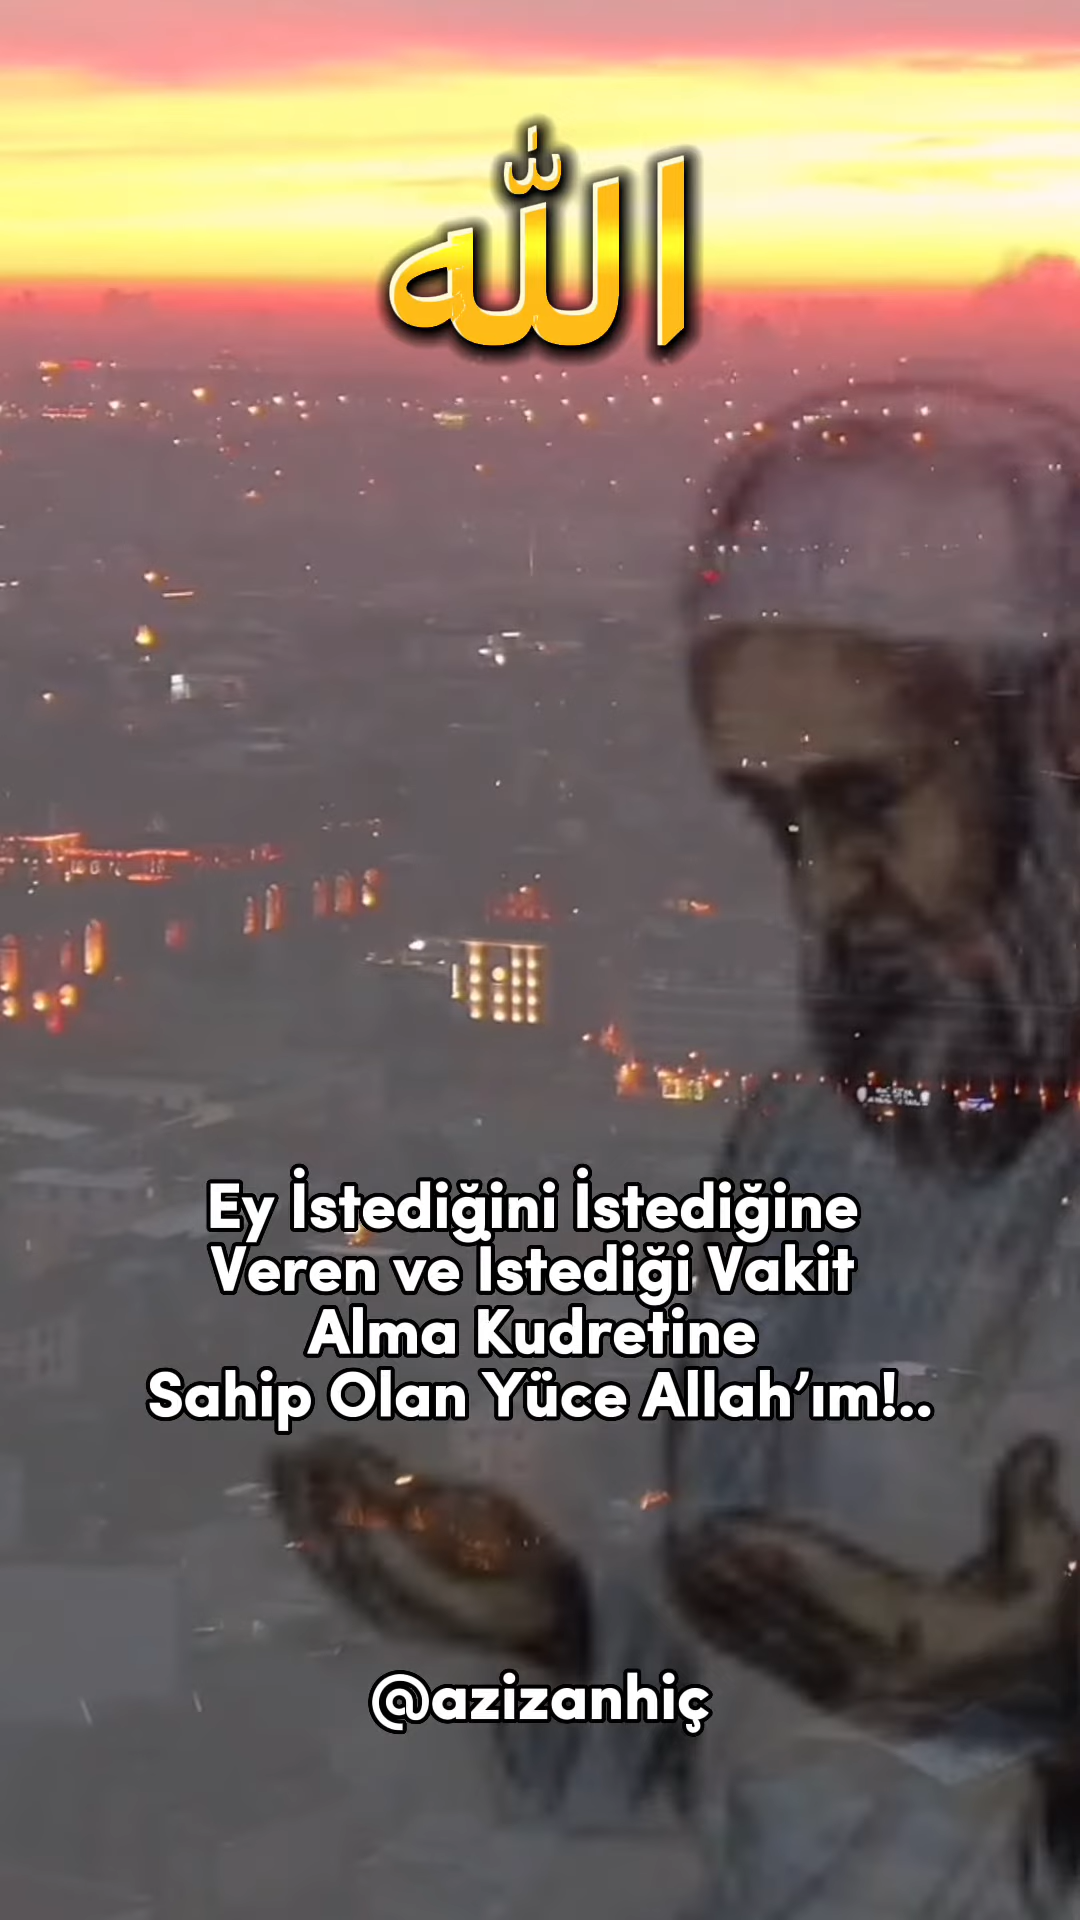 الله
Ey İstediğini İstediğine
Veren ve İstediği Vakit
Alma Kudretine
Sahip Olan Yüce Allah’ım!..
@azizanhiç